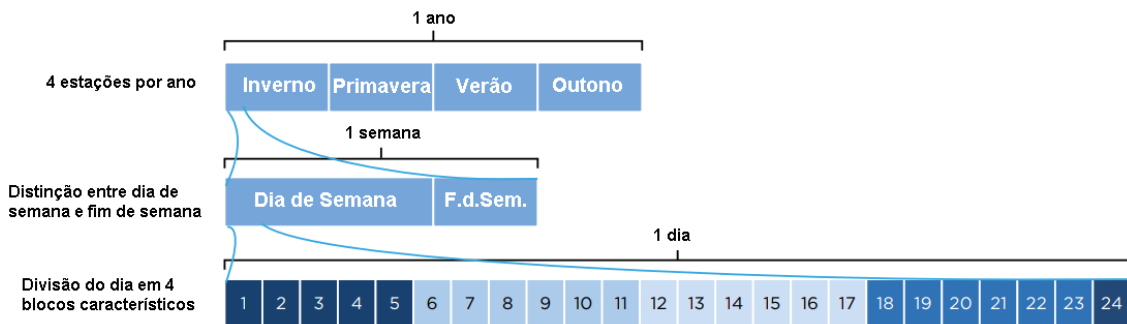 1 ano
4 estações por ano
Inverno Primavera Verão Outono
1 semana
Distinção entre dia de
semana e fim de semana
Dia de Semana F.d.Sem.
1 dia
Divisão do dia em 4
blocos característicos
1 2 3 4 5 6 7 8 9 10 11 12 13 14 15 16 17 18 19 20 21 22 23 24